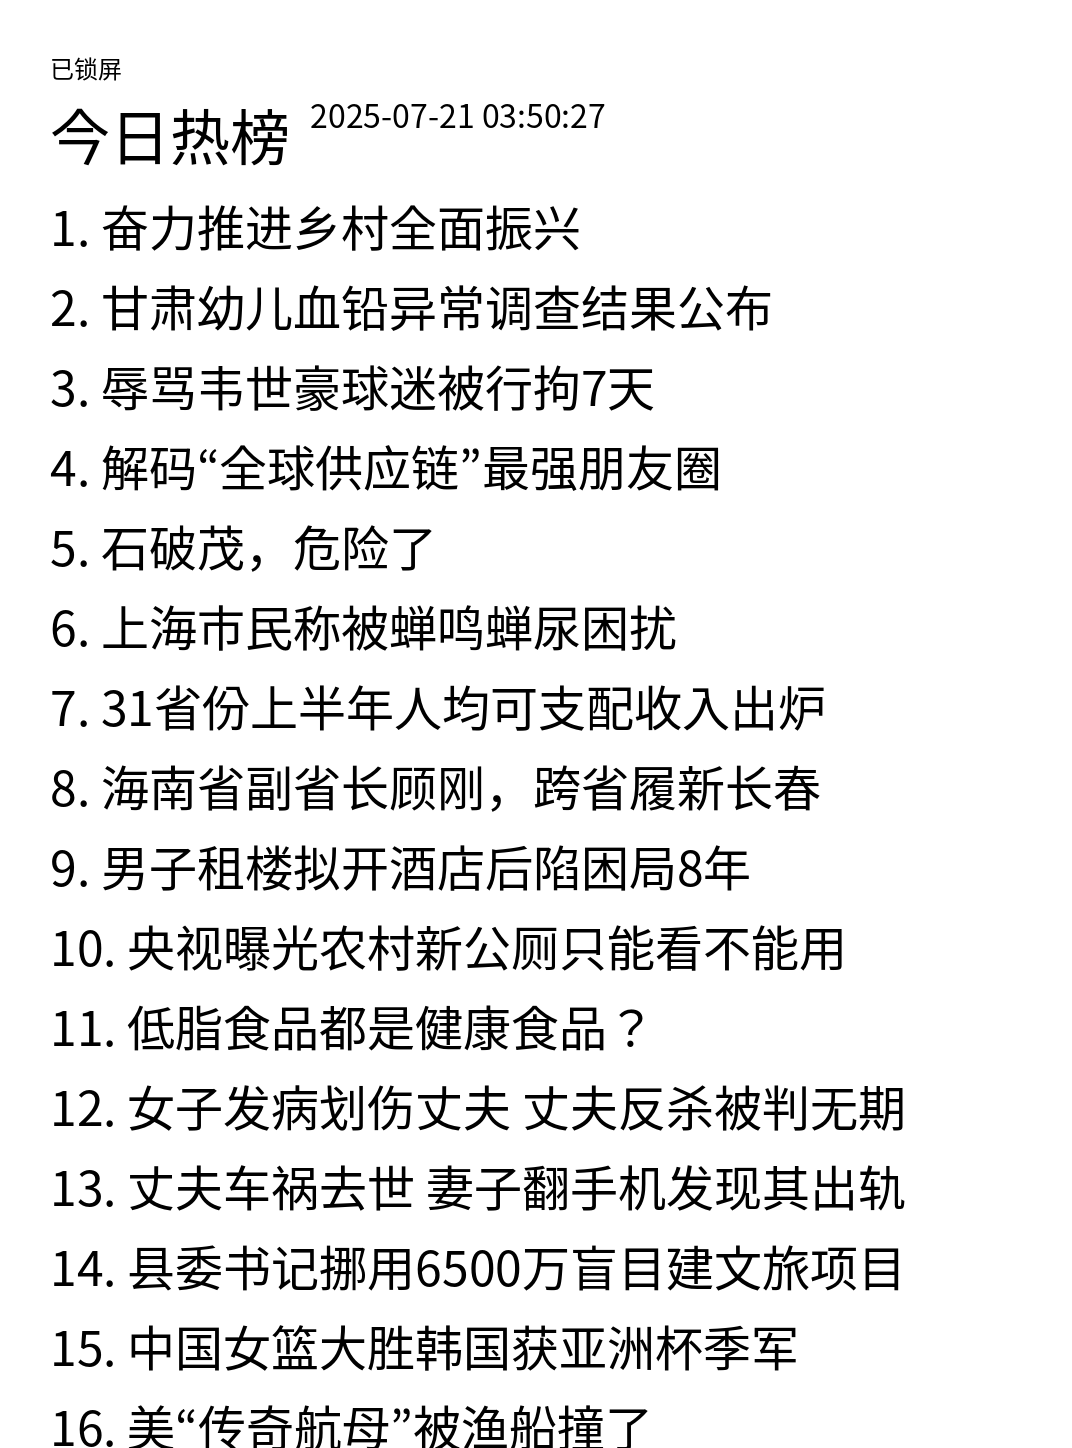 已锁屏
今日热榜 2025-07-21 03:50:27
1. 奋力推进乡村全面振兴
2. 甘肃幼儿血铅异常调查结果公布
3. 辱骂韦世豪球迷被行拘7天
4. 解码“全球供应链”最强朋友圈
5. 石破茂，危险了
6. 上海市民称被蝉鸣蝉尿困扰
7. 31省份上半年人均可支配收入出炉
8. 海南省副省长顾刚，跨省履新长春
9. 男子租楼拟开酒店后陷困局8年
10. 央视曝光农村新公厕只能看不能用
11. 低脂食品都是健康食品？
12. 女子发病划伤丈夫 丈夫反杀被判无期
13. 丈夫车祸去世 妻子翻手机发现其出轨
14. 县委书记挪用6500万盲目建文旅项目
15. 中国女篮大胜韩国获亚洲杯季军
16. 美“传奇航母”被渔船撞了